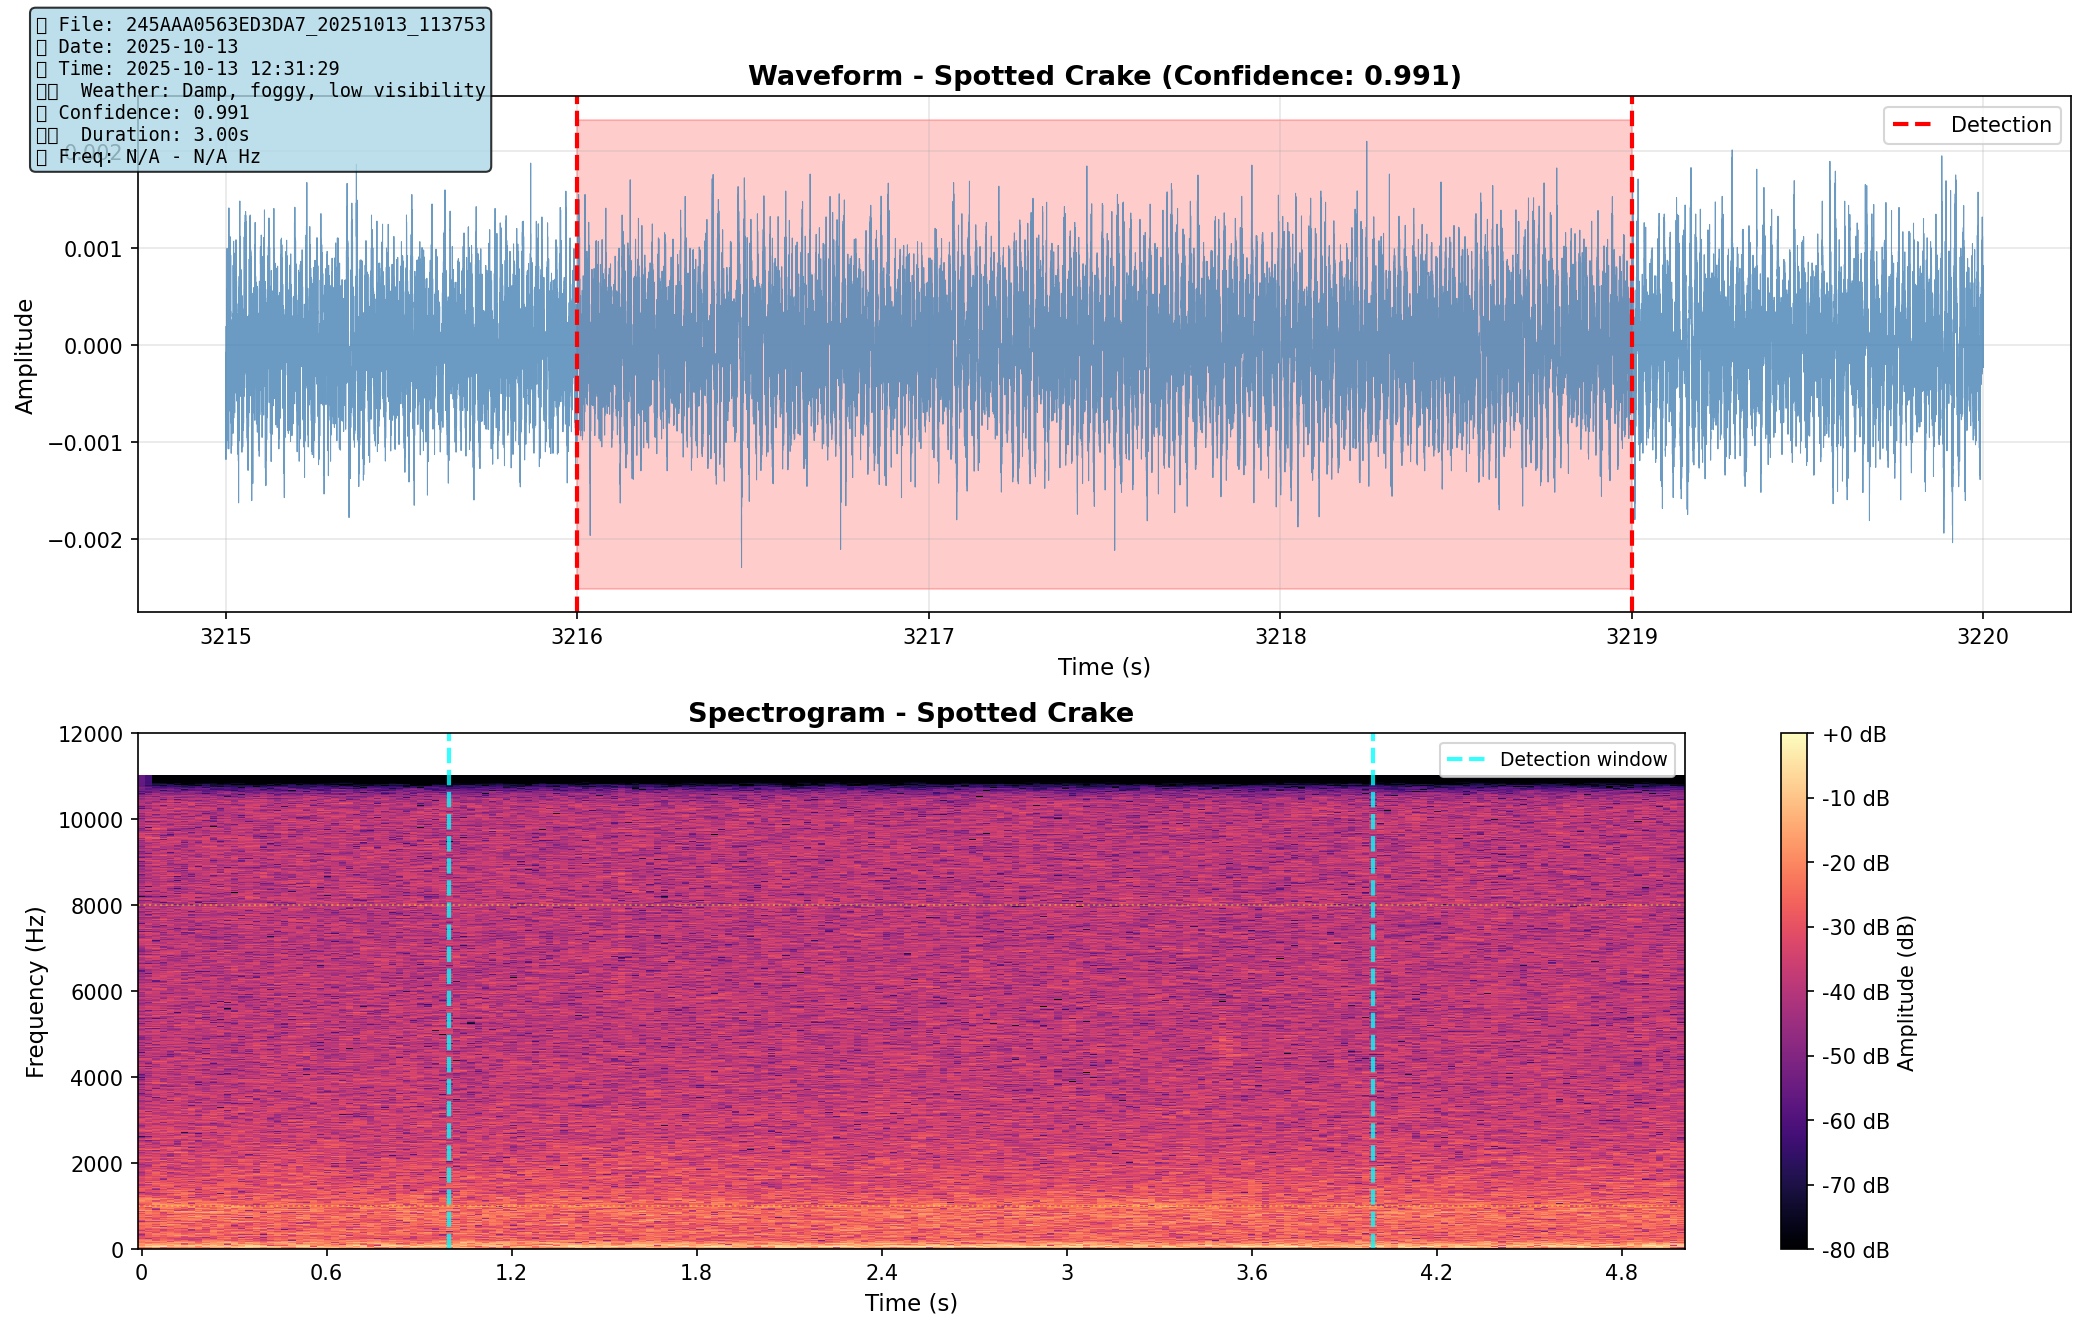 File: 245AAA0563ED3DA7_20251013_113753
Date: 2025-10-13
Time: 2025-10-13 12:31:29
Weather: Damp, foggy, low visibility
Confidence: 0.991
Duration: 3.00s
Freq: N/A - N/A Hz
Waveform - Spotted Crake (Confidence: 0.991)
Detection
Amplitude
0.002
0.001
0.000
−0.001
−0.002
3215 3216 3217 3218 3219 3220
Time (s)
Spectrogram - Spotted Crake
Detection window
Frequency (Hz)
12000
10000
8000
6000
4000
2000
0
0 0.6 1.2 1.8 2.4 3 3.6 4.2 4.8
Time (s)
+0 dB
-10 dB
-20 dB
-30 dB
-40 dB
-50 dB
-60 dB
-70 dB
-80 dB
Amplitude (dB)